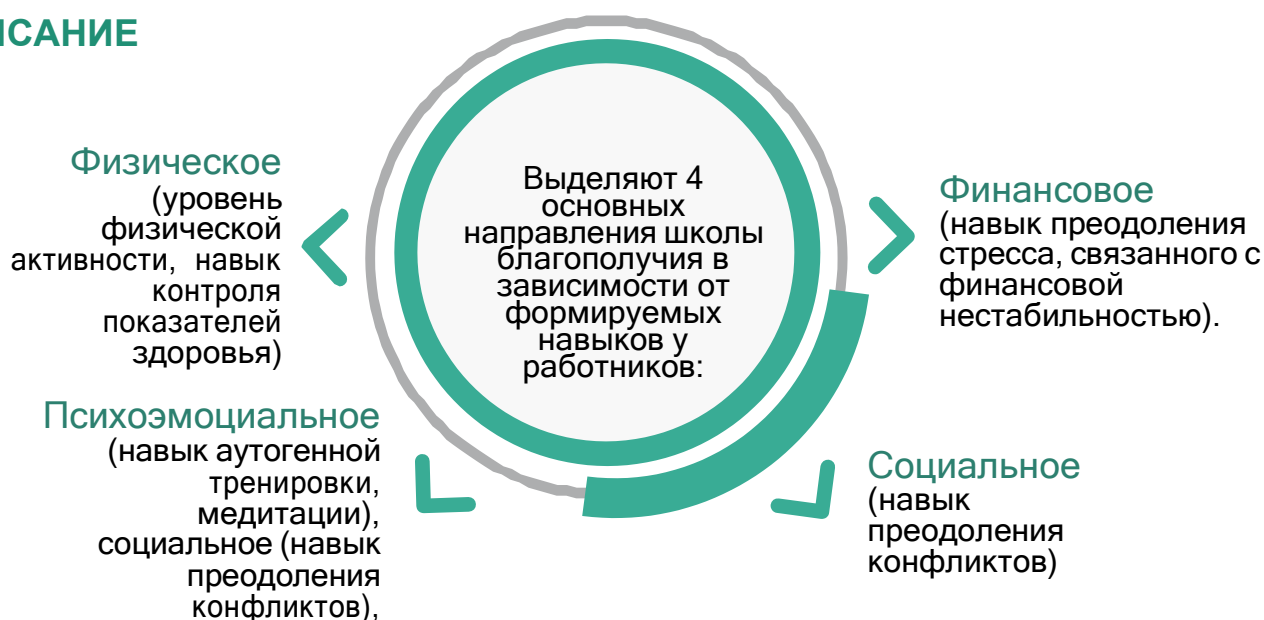 ИСАНИЕ
Физическое
(уровень
физической
активности, навык
контроля
показателей
здоровья)
Психоэмоциальное
(навык аутогенной
тренировки,
медитации),
социальное (навык
преодоления
конфликтов),
Выделяют 4
основных
направления школы
благополучия в
зависимости от
формируемых
навыков у
работников:
Финансовое
(навык преодоления
стресса, связанного с
финансовой
нестабильностью).
Социальное
(навык
преодоления
конфликтов)